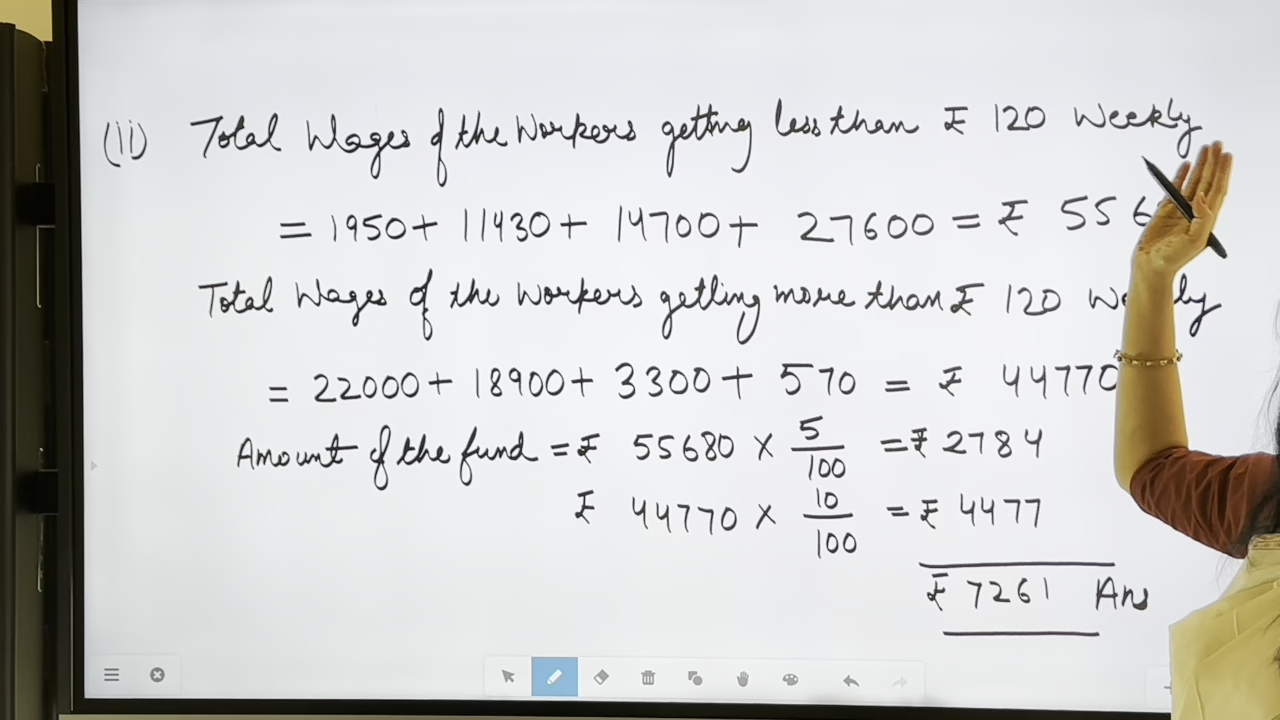 (ii) Total Wages of the Workers getting less than ₹ 120 Weekly
= 1950 + 11430 + 14700 + 27600 = ₹ 556
Total Wages of the Workers getting more than ₹ 120 Weekly
= 22000 + 18900 + 3300 + 570 = ₹ 44770
Amount of the fund = ₹ 55680 × 5/100 = ₹ 2784
₹ 44770 × 10/100 = ₹ 4477
₹ 7261 Ans